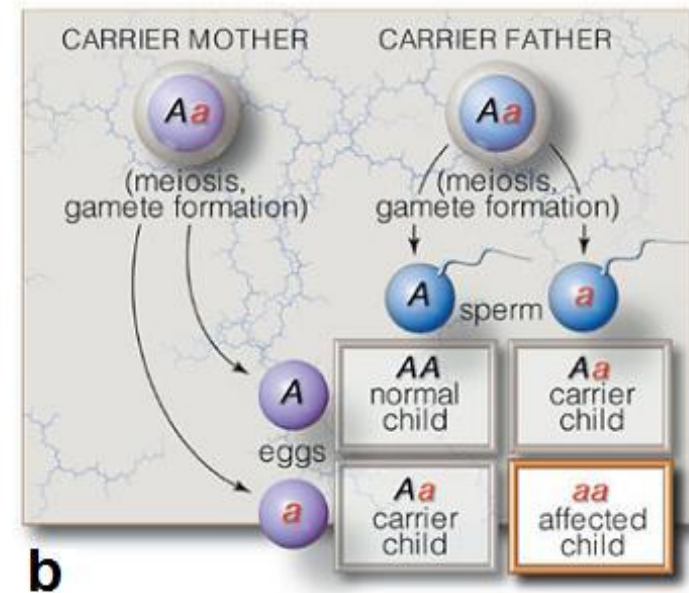 CARRIER MOTHER
Aa
(meiosis,
gamete formation)
CARRIER FATHER
Aa
(meiosis,
gamete formation)
A
sperm
a
A
eggs
a
AA
normal
child
Aa
carrier
child
Aa
carrier
child
aa
affected
child
b